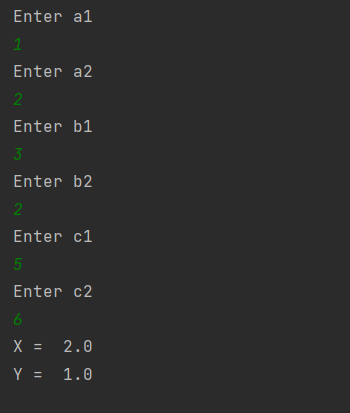 Enter a1
1
Enter a2
2
Enter b1
3
Enter b2
2
Enter c1
5
Enter c2
6
X =  2.0
Y =  1.0